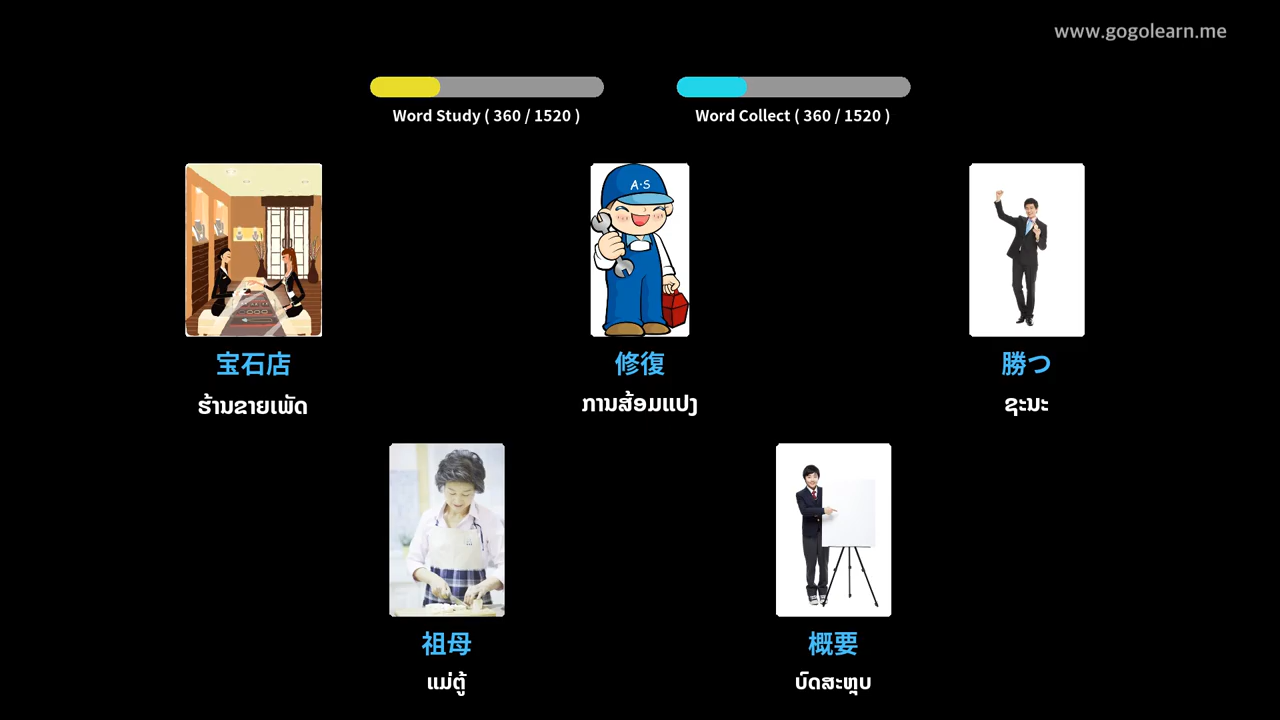 www.gogolearn.me
Word Study ( 360 / 1520 )
Word Collect ( 360 / 1520 )
A·S
宝石店
修復
勝つ
ຮ້ານຂາຍເພັດ
ການສ້ອມແປງ
ຊະນະ
祖母
概要
ແມ່ຕູ້
ບົດສະຫຼຸບ